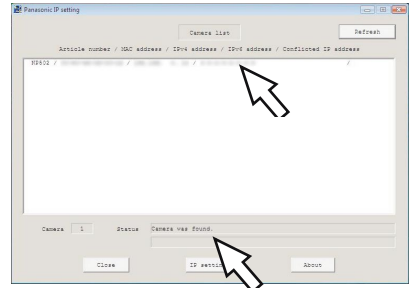 Panasonic IP setting
Camera list
Refresh
Article number / MAC address / IPv4 address / IPv6 address / Conflicted IP address
NP802 / / / /
Camera 1 Status Camera was found.
Close IP setting About